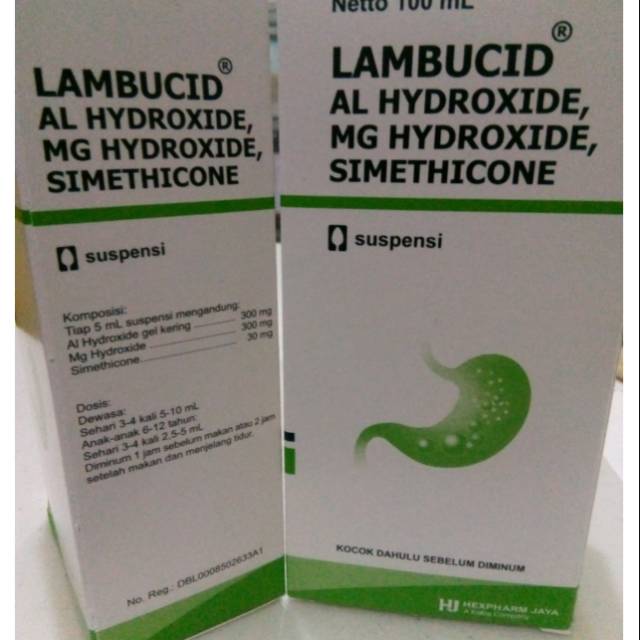 LAMBUCID®
AL HYDROXIDE,
MG HYDROXIDE,
SIMETHICONE
suspensi
Komposisi:
Tiap 5 mL suspensi mengandung:
Al Hydroxide gel kering 300 mg
Mg Hydroxide 300 mg
Simethicone 30 mg
Dosis:
Dewasa:
Sehari 3-4 kali 5-10 mL
Anak-anak 6-12 tahun:
Sehari 3-4 kali 2.5-5 mL
Diminum 1 jam sebelum makan atau 2 jam
setelah makan dan menjelang tidur.
No. Reg.: DBL0008502633A1
Netto 100 mL
LAMBUCID®
AL HYDROXIDE,
MG HYDROXIDE,
SIMETHICONE
suspensi
KOCOK DAHULU SEBELUM DIMINUM
HJ HEXPHARM JAYA
A Kalbe Company